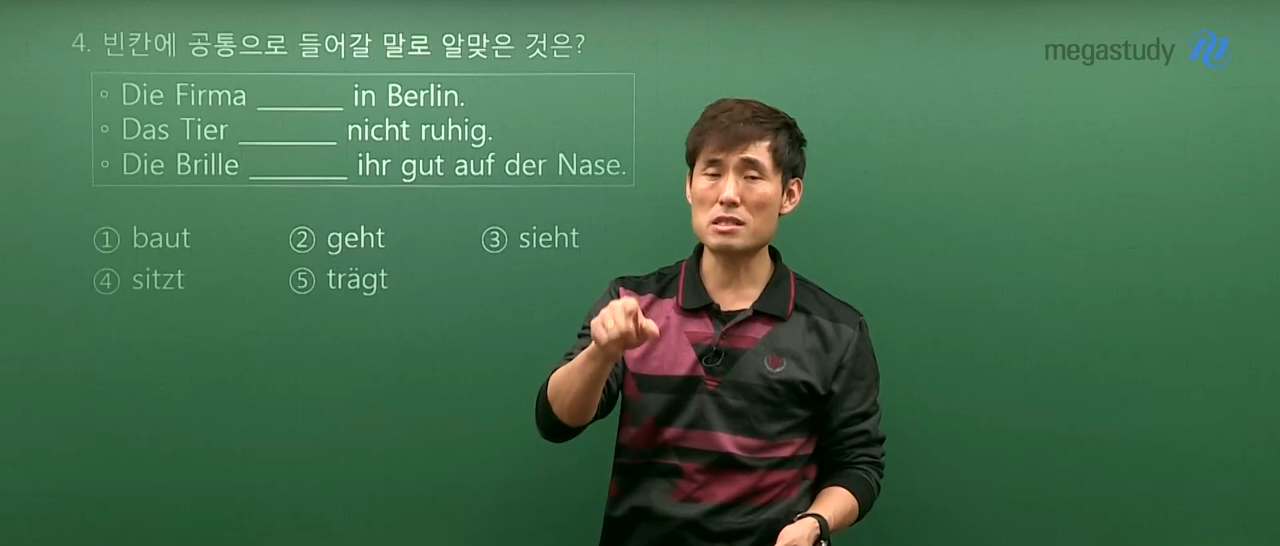 4. 빈칸에 공통으로 들어갈 말로 알맞은 것은?
megastudy
◦ Die Firma ______ in Berlin.
◦ Das Tier ______ nicht ruhig.
◦ Die Brille ______ ihr gut auf der Nase.
① baut ② geht ③ sieht
④ sitzt ⑤ trägt